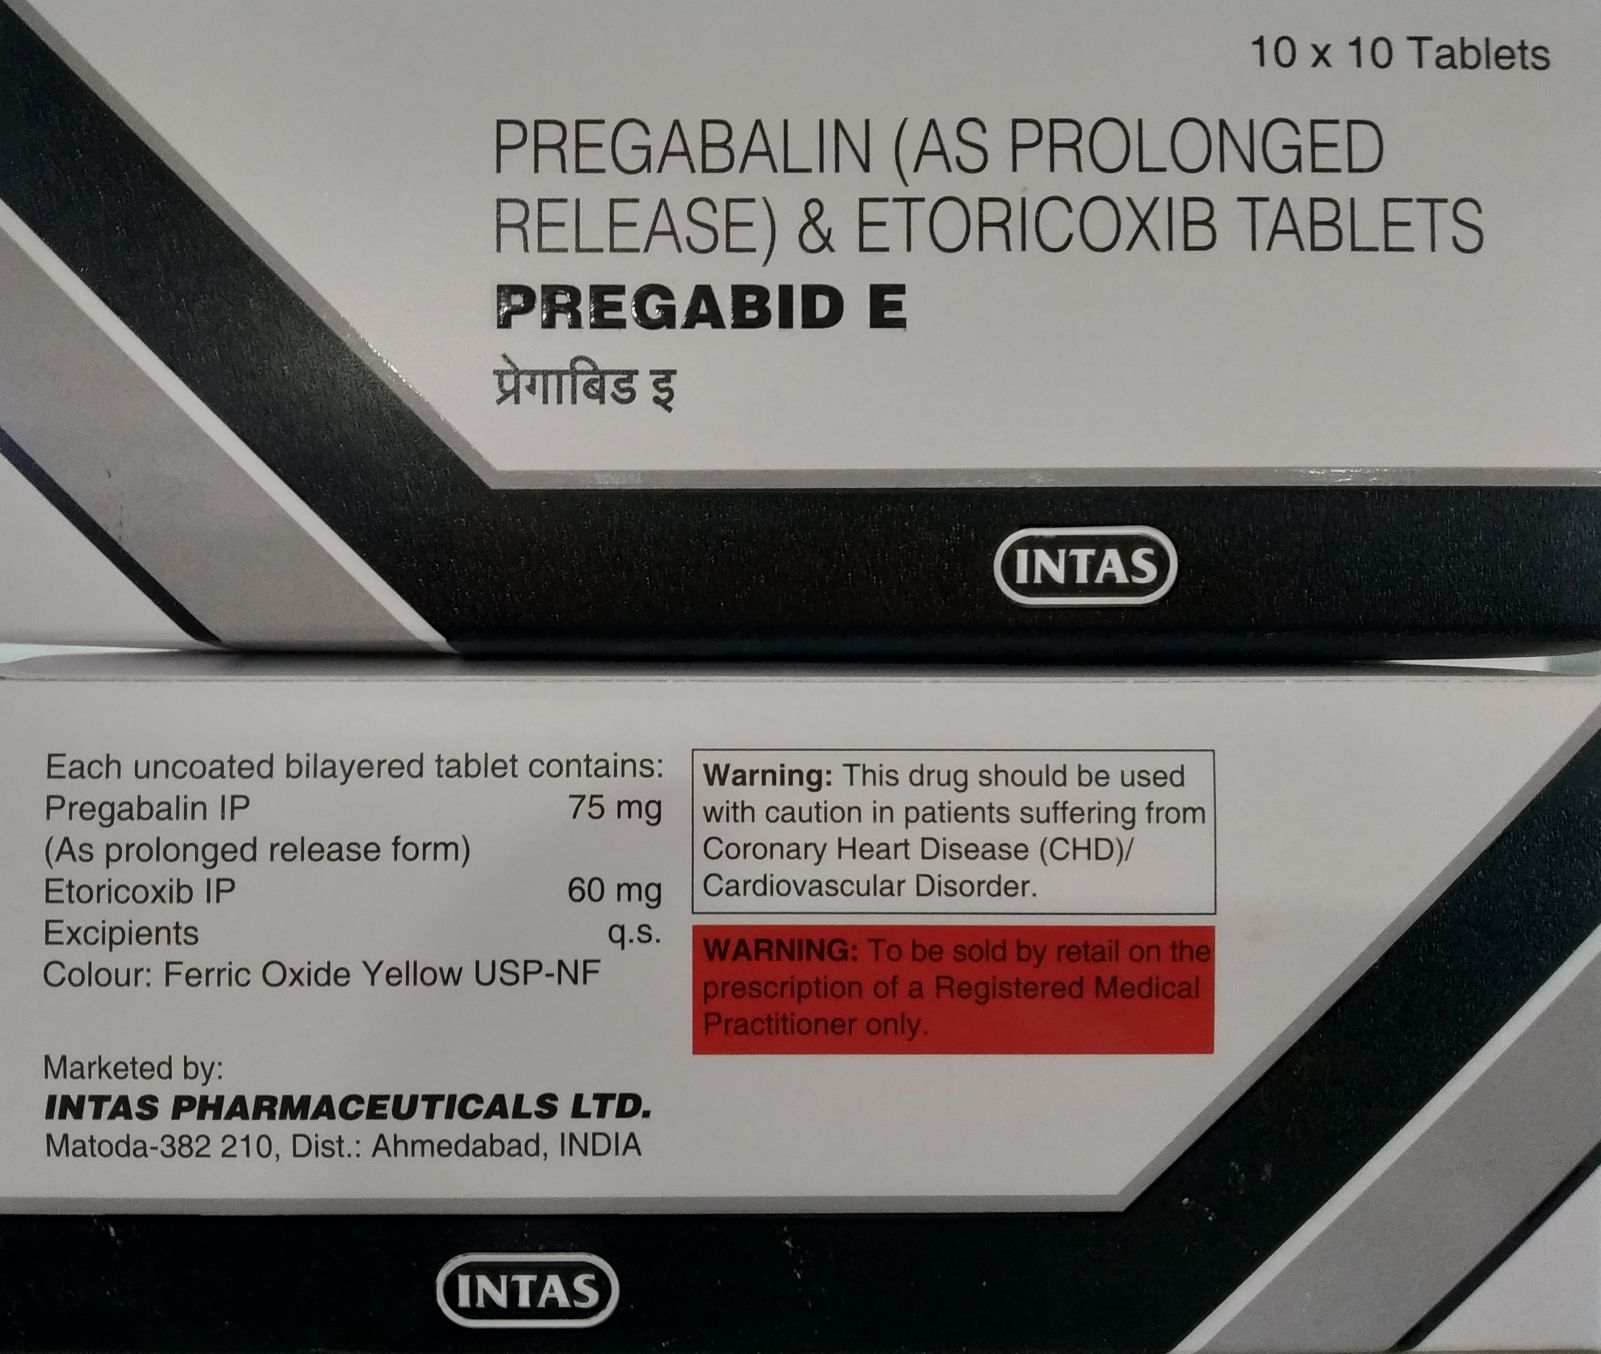 10 x 10 Tablets
PREGABALIN (AS PROLONGED
RELEASE) & ETORICOXIB TABLETS
PREGABID E
प्रेगाबिड इ
INTAS
Each uncoated bilayered tablet contains:
Pregabalin IP 75 mg
(As prolonged release form)
Etoricoxib IP 60 mg
Excipients q.s.
Colour: Ferric Oxide Yellow USP-NF
Marketed by:
INTAS PHARMACEUTICALS LTD.
Matoda-382 210, Dist.: Ahmedabad, INDIA
Warning: This drug should be used
with caution in patients suffering from
Coronary Heart Disease (CHD)/
Cardiovascular Disorder.
WARNING: To be sold by retail on the
prescription of a Registered Medical
Practitioner only.
INTAS